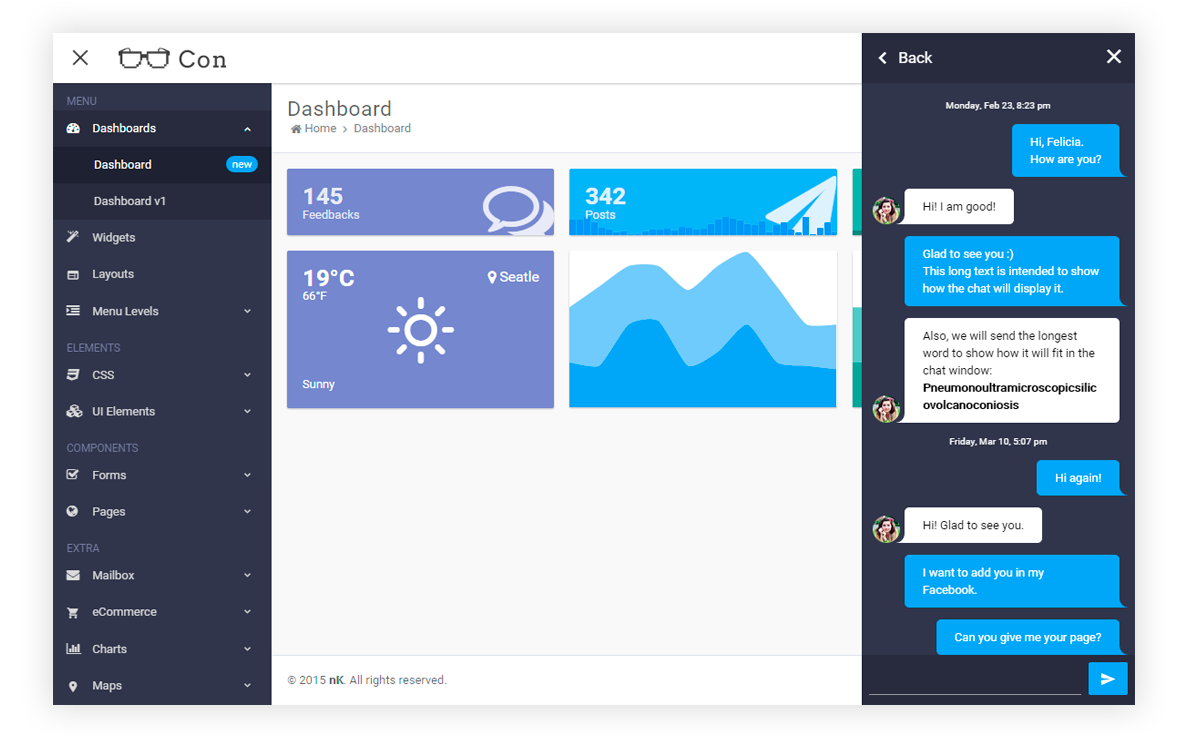 Con
MENU
Dashboards
Dashboard new
Dashboard v1
Widgets
Layouts
Menu Levels
ELEMENTS
CSS
UI Elements
COMPONENTS
Forms
Pages
EXTRA
Mailbox
eCommerce
Charts
Maps
Dashboard
Home > Dashboard
145
Feedbacks
342
Posts
19°C
66°F
Seatle
Sunny
© 2015 nK. All rights reserved.
Back
Monday, Feb 23, 8:23 pm
Hi, Felicia.
How are you?
Hi! I am good!
Glad to see you :)
This long text is intended to show
how the chat will display it.
Also, we will send the longest
word to show how it will fit in the
chat window:
Pneumonoultramicroscopicsilic
ovolcanoconiosis
Friday, Mar 10, 5:07 pm
Hi again!
Hi! Glad to see you.
I want to add you in my
Facebook.
Can you give me your page?